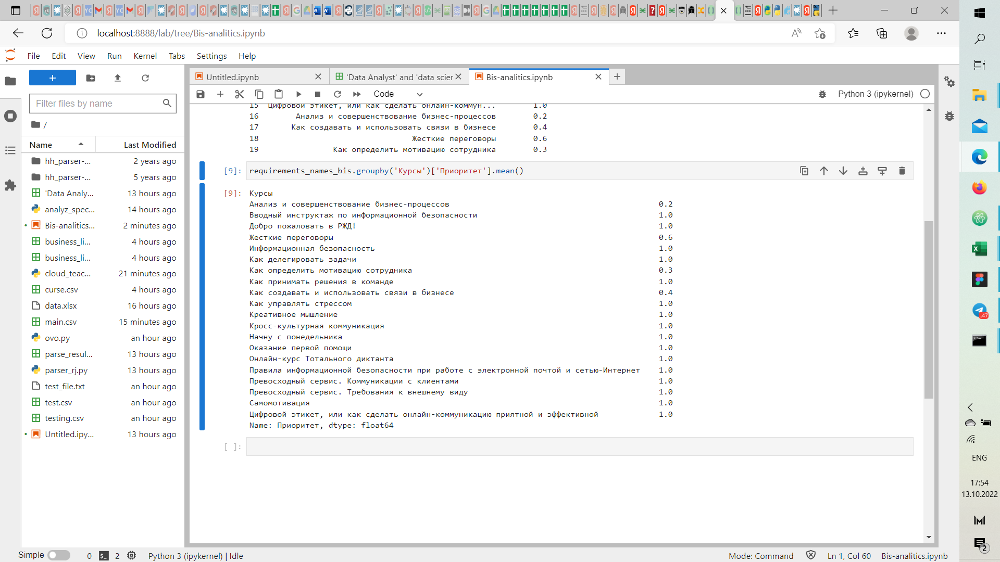 localhost:8888/lab/tree/Bis-analitics.ipynb
File Edit View Run Kernel Tabs Settings Help
Untitled.ipynb
'Data Analyst' and 'data scier
Bis-analitics.ipynb
Code
Python 3 (ipykernel)
Filter files by name
/
Name Last Modified
hh_parser-... 2 years ago
hh_parser-... 5 years ago
'Data Analy... 13 hours ago
analyz_spec... 14 hours ago
Bis-analitics... 2 minutes ago
business_li... 4 hours ago
business_li... 4 hours ago
cloud_teac... 21 minutes ago
curse.csv 4 hours ago
data.xlsx 16 hours ago
main.csv 15 minutes ago
ovo.py an hour ago
parse_resul... 13 hours ago
parser_rj.py 13 hours ago
test_file.txt an hour ago
test.csv an hour ago
testing.csv an hour ago
Untitled.ipy... 13 hours ago
15 Цифровой этикет, или как сделать онлайн-коммун... 1.0
16 Анализ и совершенствование бизнес-процессов 0.2
17 Как создавать и использовать связи в бизнесе 0.4
18 Жесткие переговоры 0.6
19 Как определить мотивацию сотрудника 0.3
[9]: requirements_names_bis.groupby('Курсы')['Приоритет'].mean()
[9]: Курсы
Анализ и совершенствование бизнес-процессов 0.2
Вводный инструктаж по информационной безопасности 1.0
Добро пожаловать в РЖД! 1.0
Жесткие переговоры 0.6
Информационная безопасность 1.0
Как делегировать задачи 1.0
Как определить мотивацию сотрудника 0.3
Как принимать решения в команде 1.0
Как создавать и использовать связи в бизнесе 0.4
Как управлять стрессом 1.0
Креативное мышление 1.0
Кросс-культурная коммуникация 1.0
Начну с понедельника 1.0
Оказание первой помощи 1.0
Онлайн-курс Тотального диктанта 1.0
Правила информационной безопасности при работе с электронной почтой и сетью-Интернет 1.0
Превосходный сервис. Коммуникации с клиентами 1.0
Превосходный сервис. Требования к внешнему виду 1.0
Самомотивация 1.0
Цифровой этикет, или как сделать онлайн-коммуникацию приятной и эффективной 1.0
Name: Приоритет, dtype: float64
[ ]:
Simple 0 2 Python 3 (ipykernel) | Idle
Mode: Command Ln 1, Col 60 Bis-analitics.ipynb
..47
ENG
17:54
13.10.2022
2